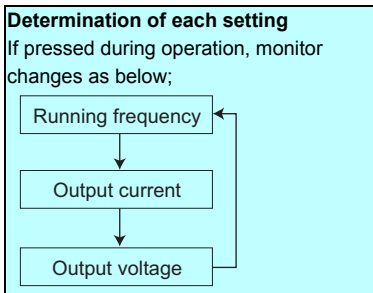 Determination of each setting
If pressed during operation, monitor
changes as below;
Running frequency
Output current
Output voltage